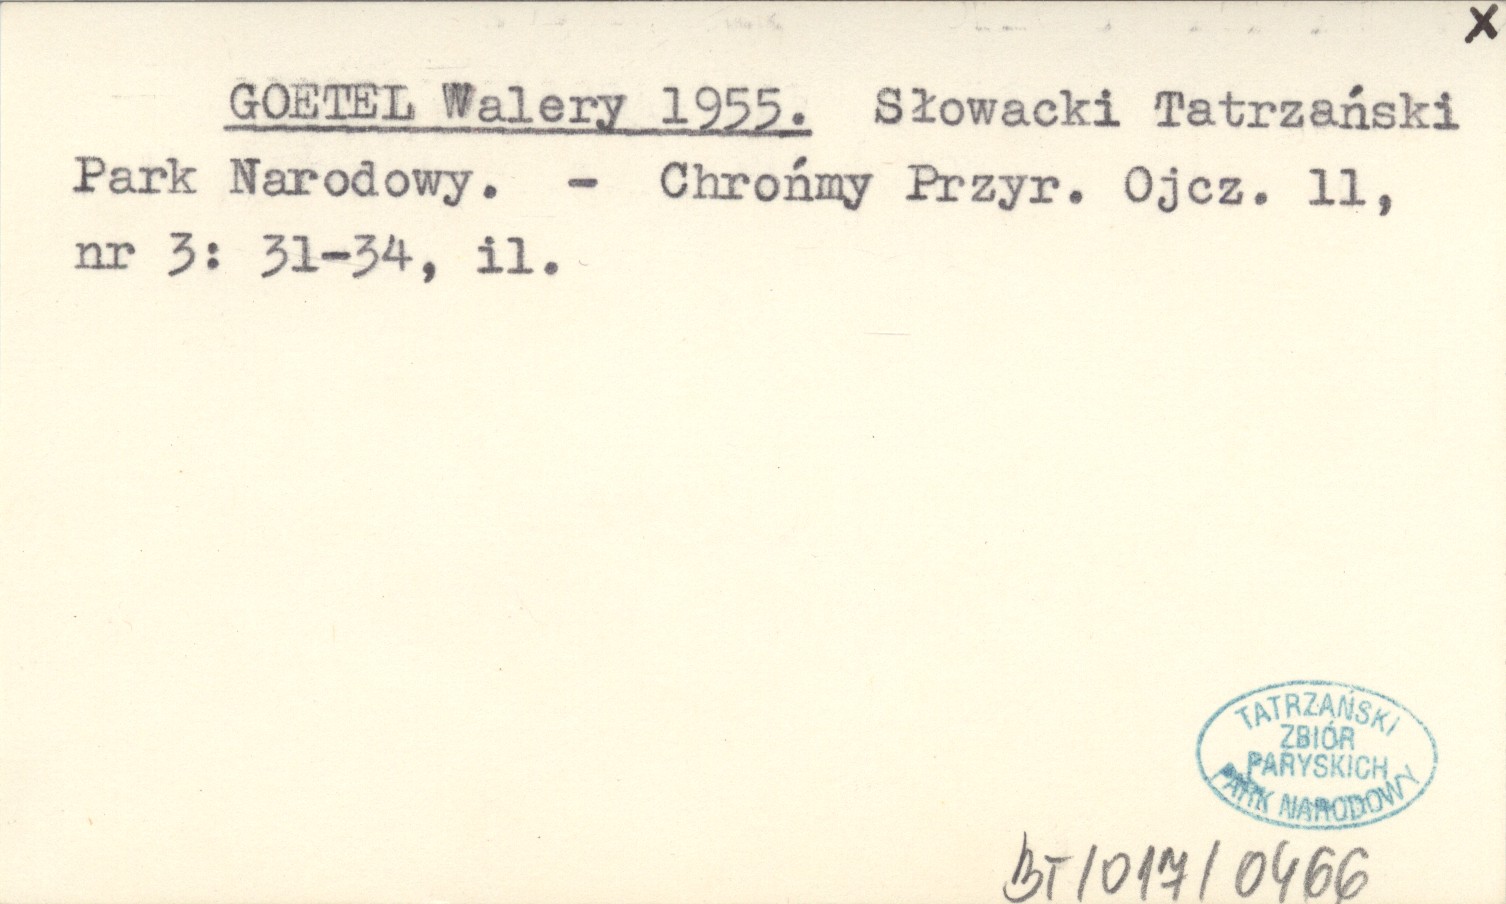 x
GOETEL Walery 1955. Słowacki Tatrzański
Park Narodowy. - Chrońmy Przyr. Ojcz. 11,
nr 3: 31-34, il.
TATRZAŃSKI
ZBIÓR
PARYSKICH
PARK NARODOWY
BT/017/0466